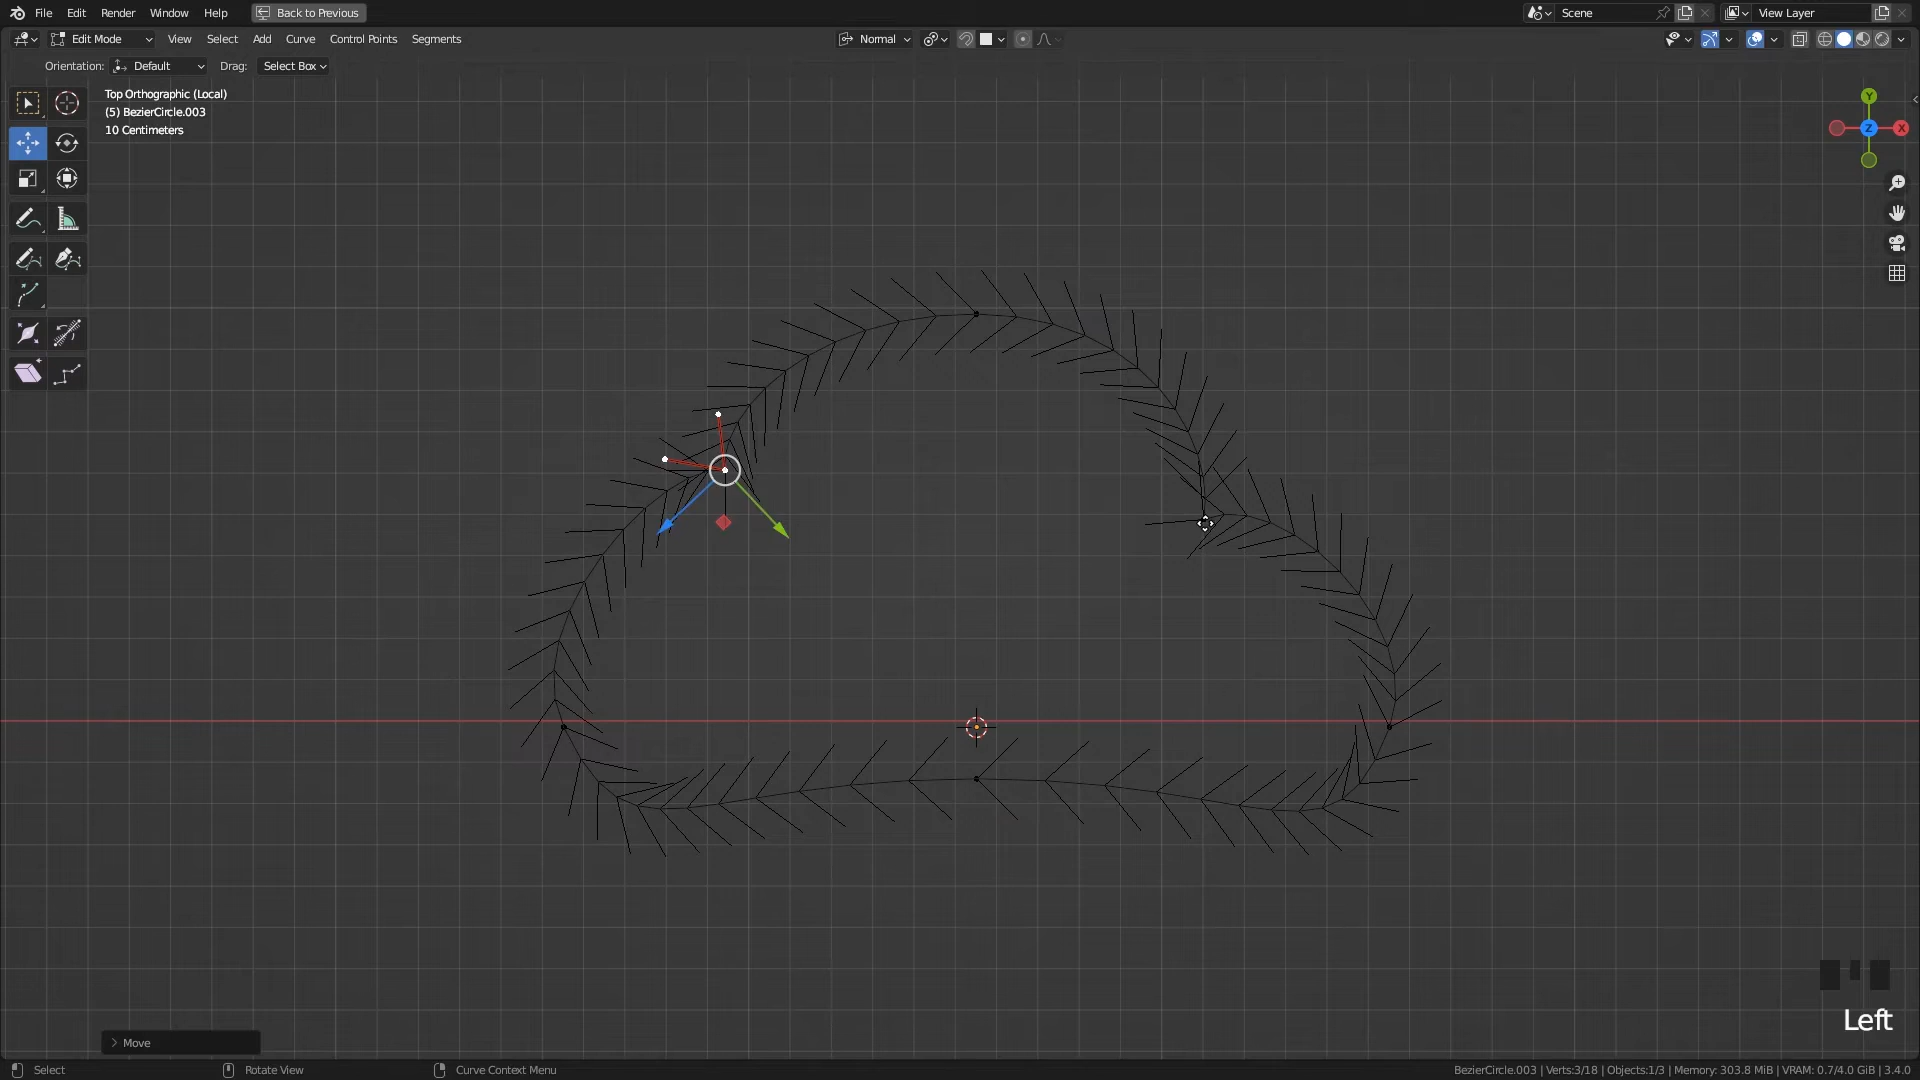 File Edit Render Window Help Back to Previous Scene View Layer
Edit Mode View Select Add Curve Control Points Segments Normal
Orientation: Default Drag: Select Box
Top Orthographic (Local)
(5) BezierCircle.003
10 Centimeters
Y
Z X
Left
Move
Select Rotate View Curve Context Menu BezierCircle.003 | Verts:3/18 | Objects:1/3 | Memory: 303.8 MiB | VRAM: 0.7/4.0 GiB | 3.4.0